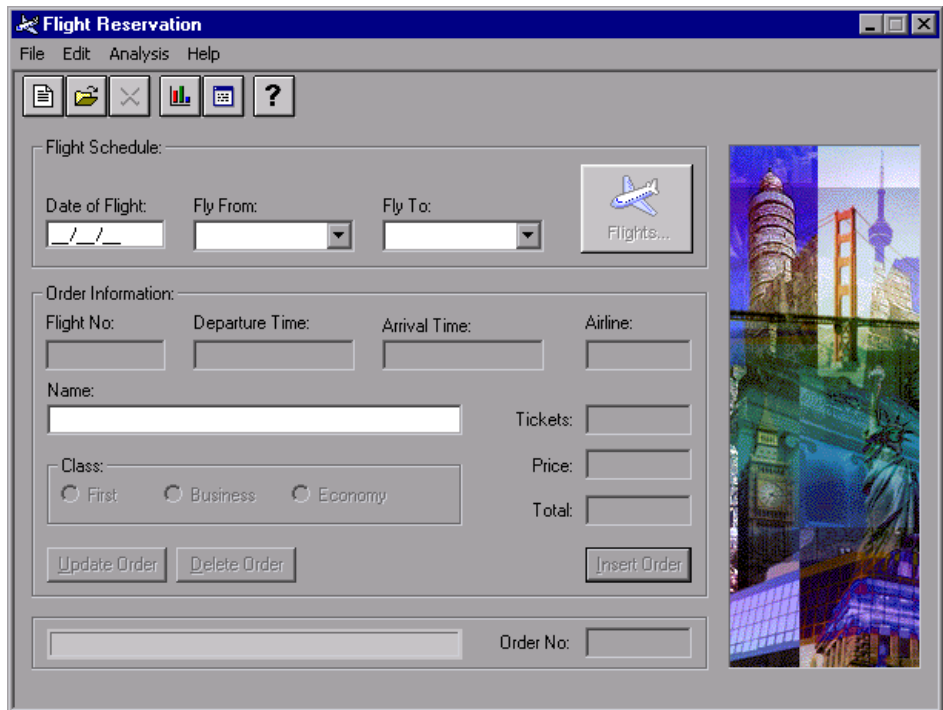 Flight Reservation
File Edit Analysis Help
?
Flight Schedule:
Date of Flight: Fly From: Fly To:
__/__/__
Flights...
Order Information:
Flight No: Departure Time: Arrival Time: Airline:
Name:
Tickets:
Class:
First Business Economy
Price:
Total:
Update Order Delete Order Insert Order
Order No: